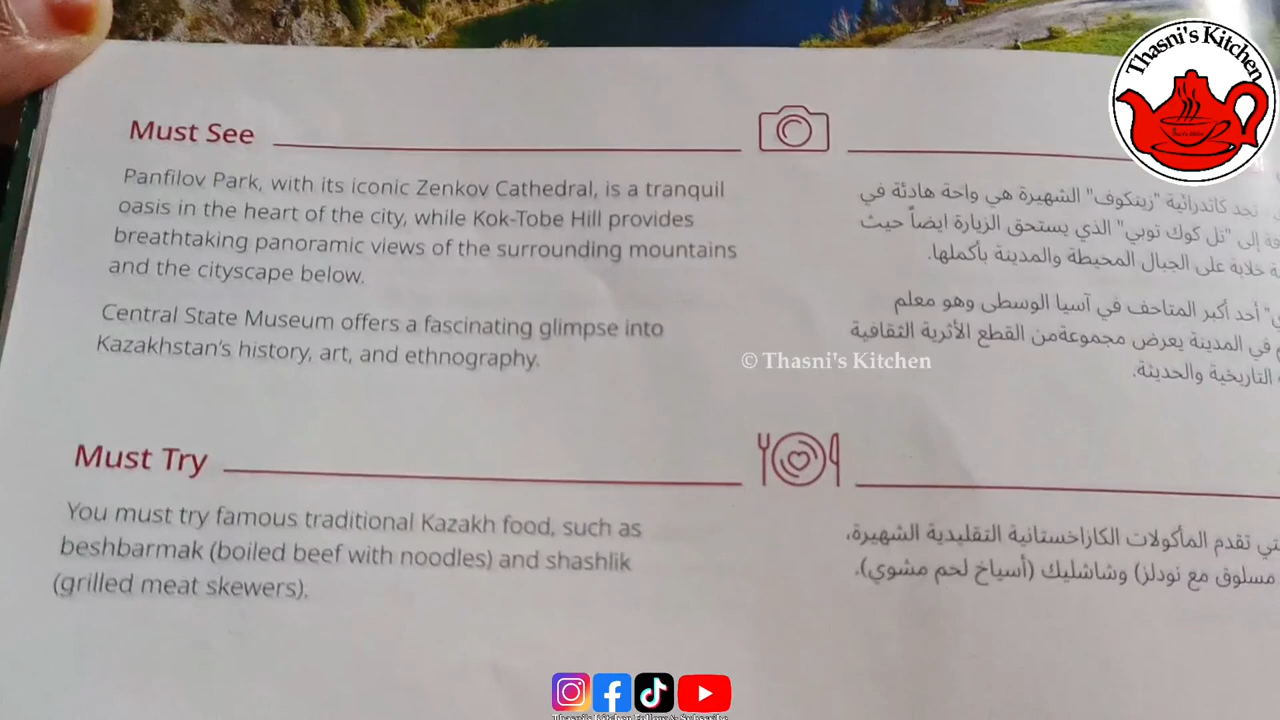 Thasni's Kitchen
Must See
Panfilov Park, with its iconic Zenkov Cathedral, is a tranquil
oasis in the heart of the city, while Kok-Tobe Hill provides
breathtaking panoramic views of the surrounding mountains
and the cityscape below.
Central State Museum offers a fascinating glimpse into
Kazakhstan's history, art, and ethnography.
تجد كاتدرائية "زينكوف" الشهيرة هي واحة هادئة في
إلى "تل كوك توبي" الذي يستحق الزيارة ايضاً حيث
خلابة على الجبال المحيطة والمدينة بأكملها.
أحد أكبر المتاحف في آسيا الوسطى وهو معلم
في المدينة يعرض مجموعةمن القطع الأثرية الثقافية
التاريخية والحديثة.
© Thasni's Kitchen
Must Try
You must try famous traditional Kazakh food, such as
beshbarmak (boiled beef with noodles) and shashlik
(grilled meat skewers).
تقدم المأكولات الكازاخستانية التقليدية الشهيرة،
مسلوق مع نودلز) وشاشليك (أسياخ لحم مشوي).
Thasni's Kitchen Follow & Subscribe